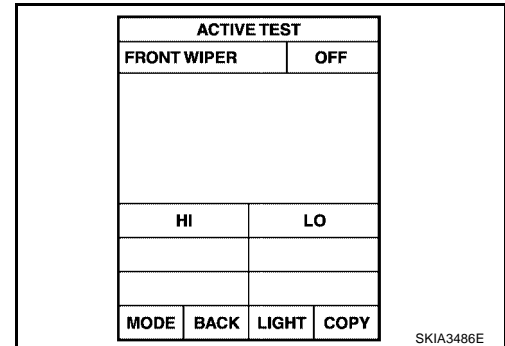 ACTIVE TEST
FRONT WIPER OFF
HI LO
MODE BACK LIGHT COPY
SKIA3486E